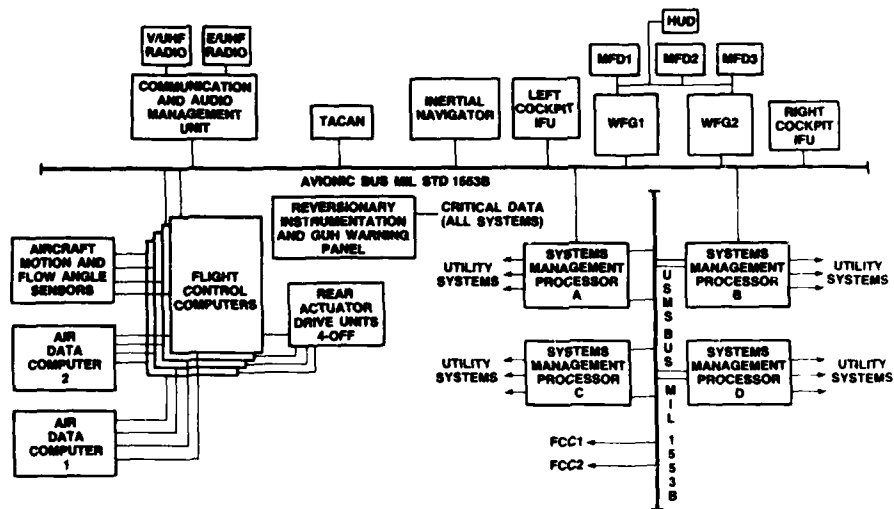 V/UHF
RADIO
E/UHF
RADIO
COMMUNICATION
AND AUDIO
MANAGEMENT
UNIT
TACAN
INERTIAL
NAVIGATOR
LEFT
COCKPIT
IFU
HUD
MFD1
MFD2
MFD3
WFG1
WFG2
RIGHT
COCKPIT
IFU
AVIONIC BUS MIL STD 1553B
REVERSIONARY
INSTRUMENTATION
AND GUH WARNING
PANEL
CRITICAL DATA
(ALL SYSTEMS)
AIRCRAFT
MOTION AND
FLOW ANGLE
SENSORS
FLIGHT
CONTROL
COMPUTERS
REAR
ACTUATOR
DRIVE UNITS
4-OFF
AIR
DATA
COMPUTER
2
AIR
DATA
COMPUTER
1
UTILITY
SYSTEMS
SYSTEMS
MANAGEMENT
PROCESSOR
A
SYSTEMS
MANAGEMENT
PROCESSOR
B
UTILITY
SYSTEMS
UTILITY
SYSTEMS
SYSTEMS
MANAGEMENT
PROCESSOR
C
SYSTEMS
MANAGEMENT
PROCESSOR
D
UTILITY
SYSTEMS
USMS BUS MIL 1553B
FCC1
FCC2